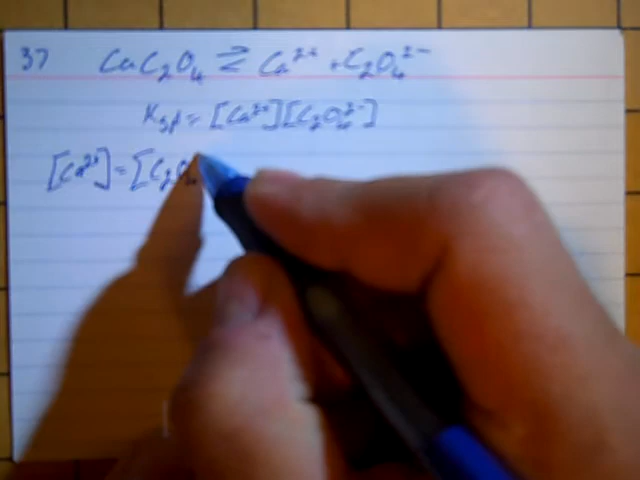 37 CaC₂O₄ ⇌ Ca²⁺ + C₂O₄²⁻
Ksp = [Ca²⁺][C₂O₄²⁻]
[Ca²⁺] = [C₂O